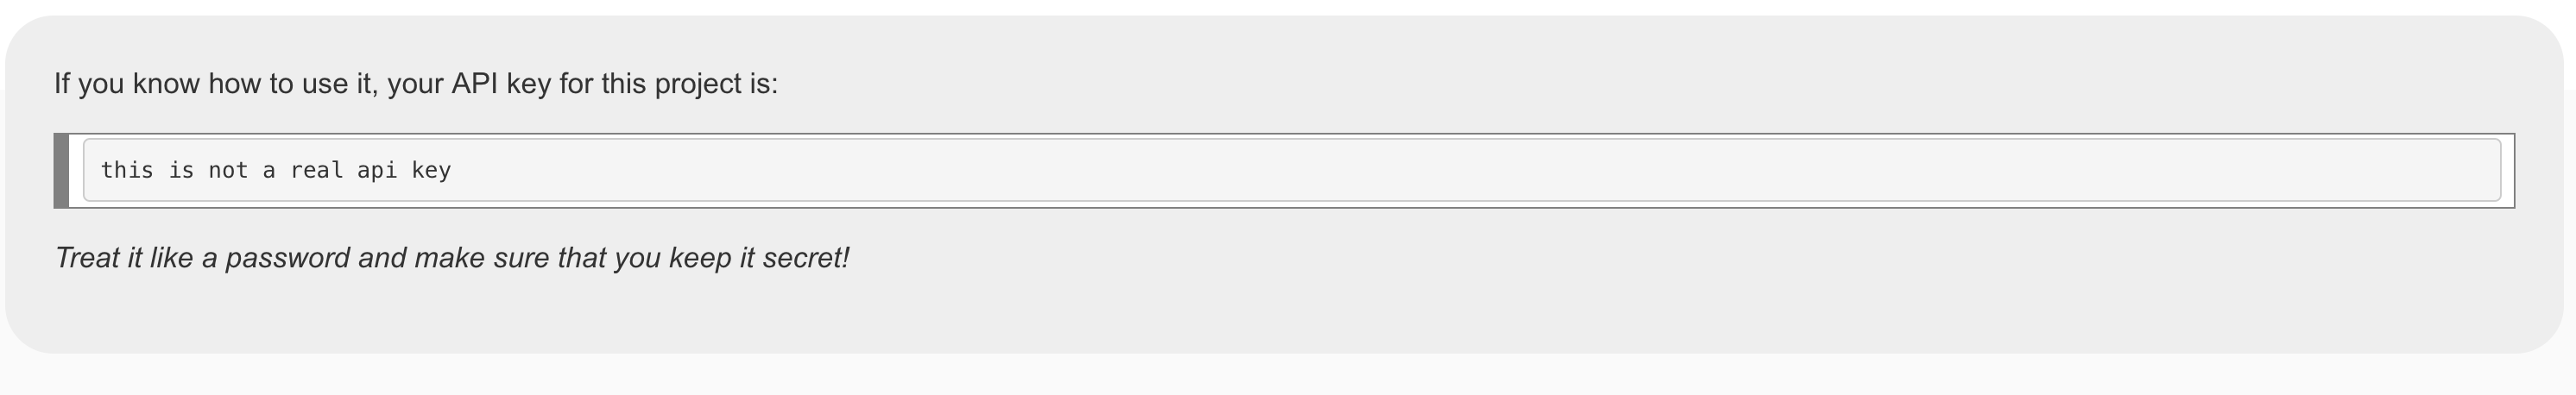 If you know how to use it, your API key for this project is:
this is not a real api key
Treat it like a password and make sure that you keep it secret!